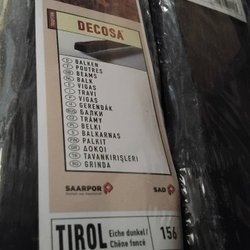 DECOSA
BALKEN
POUTRES
BEAMS
BALK
VIGAS
TRAVI
VIGAS
GERENDÁK
БАЛКИ
TRÁMY
BELKI
BALKARNAS
PALKIT
ΔΟΚΟΙ
TAVANKIRIŞLERI
GRINDA
SAARPOR SAD
TIROL Eiche dunkel / 156
Chêne foncé